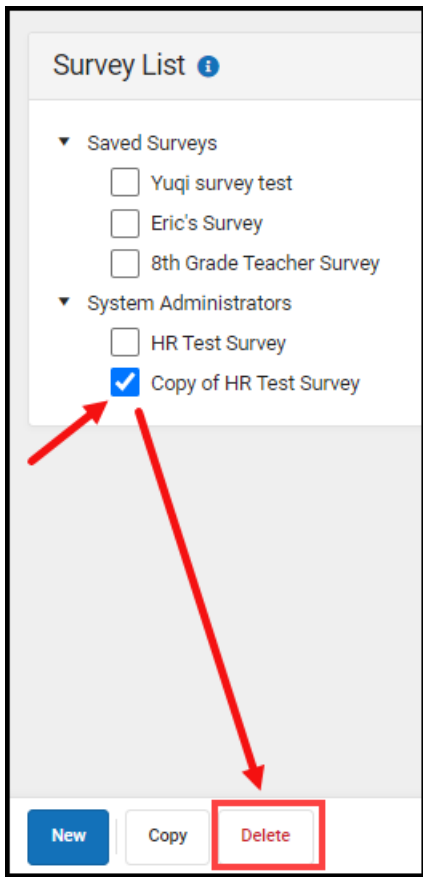 Survey List
Saved Surveys
Yuqi survey test
Eric's Survey
8th Grade Teacher Survey
System Administrators
HR Test Survey
Copy of HR Test Survey
New Copy Delete